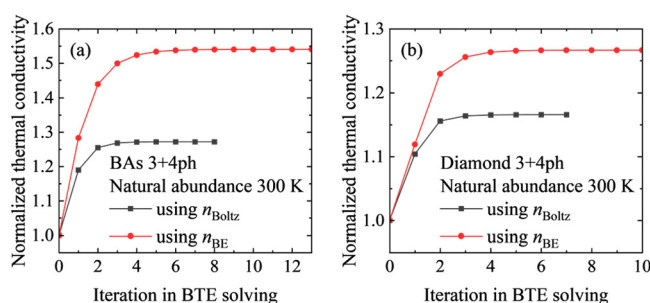 (a)
Normalized thermal conductivity
1.6
1.5
1.4
1.3
1.2
1.1
1.0
BAs 3+4ph
Natural abundance 300 K
using nBoltz
using nBE
0 2 4 6 8 10 12
Iteration in BTE solving
(b)
Normalized thermal conductivity
1.3
1.2
1.1
1.0
Diamond 3+4ph
Natural abundance 300 K
using nBoltz
using nBE
0 2 4 6 8 10
Iteration in BTE solving